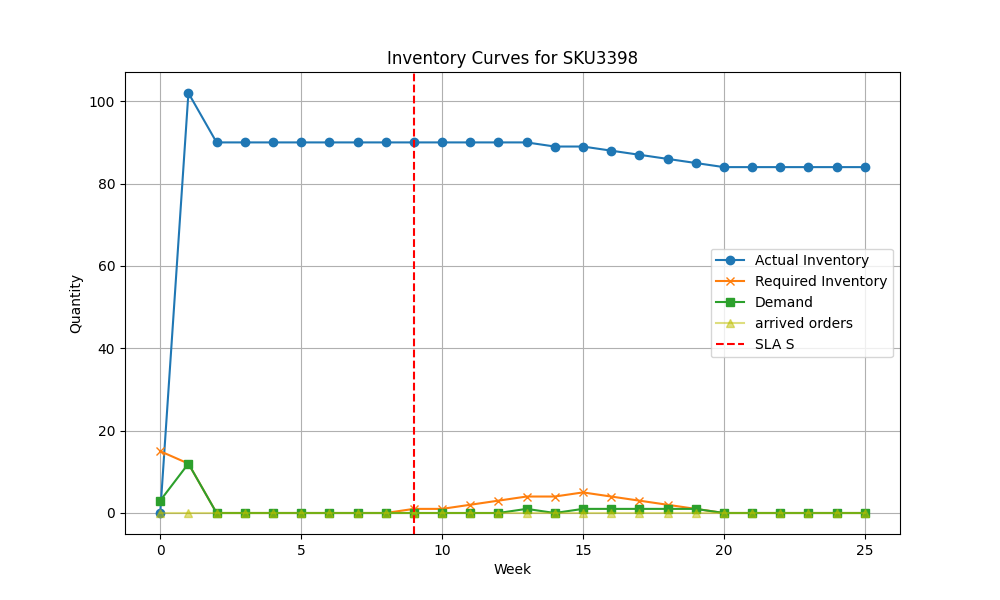 Inventory Curves for SKU3398
100
80
60
40
20
0
Quantity
Actual Inventory
Required Inventory
Demand
arrived orders
SLA S
0 5 10 15 20 25
Week